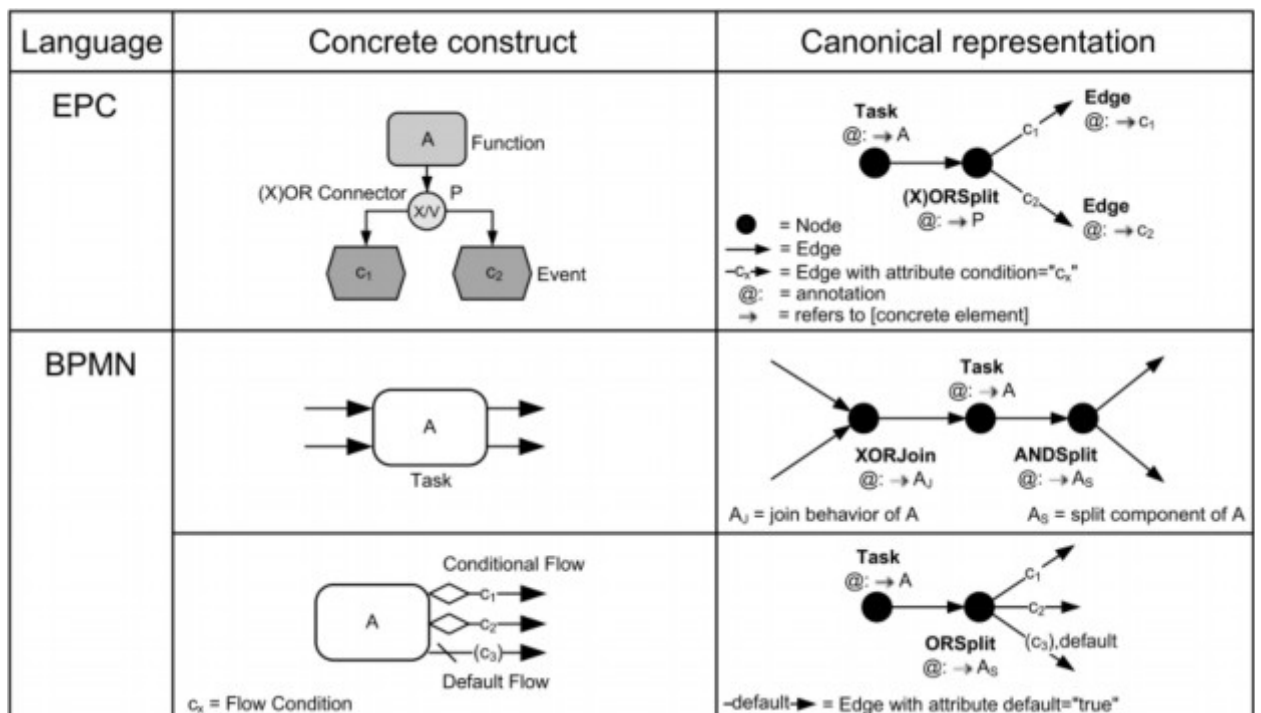 Language
Concrete construct
Canonical representation
EPC
A
Function
(X)OR Connector
P
X/V
c₁
c₂
Event
Task
@: → A
(X)ORSplit
@: → P
c₁
c₂
Edge
@: → c₁
Edge
@: → c₂
= Node
= Edge
-cₓ→ = Edge with attribute condition="cₓ"
@: = annotation
→ = refers to [concrete element]
BPMN
A
Task
XORJoin
@: → Aⱼ
Task
@: → A
ANDSplit
@: → Aₛ
Aⱼ = join behavior of A
Aₛ = split component of A
Conditional Flow
A
c₁
c₂
(c₃)
Default Flow
cₓ = Flow Condition
Task
@: → A
ORSplit
@: → Aₛ
c₁
c₂
(c₃),default
–default→ = Edge with attribute default="true"